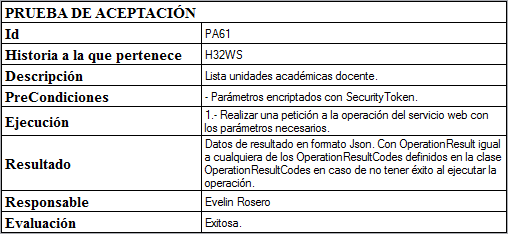 PRUEBA DE ACEPTACIÓN
Id PA61
Historia a la que pertenece H32WS
Descripción Lista unidades académicas docente.
PreCondiciones - Parámetros encriptados con SecurityToken.
Ejecución 1.- Realizar una petición a la operación del servicio web con
los parámetros necesarios.
Resultado Datos de resultado en formato Json. Con OperationResult igual
a cualquiera de los OperationResultCodes definidos en la clase
OperationResultCodes en caso de no tener éxito al ejecutar la
operación.
Responsable Evelin Rosero
Evaluación Exitosa.